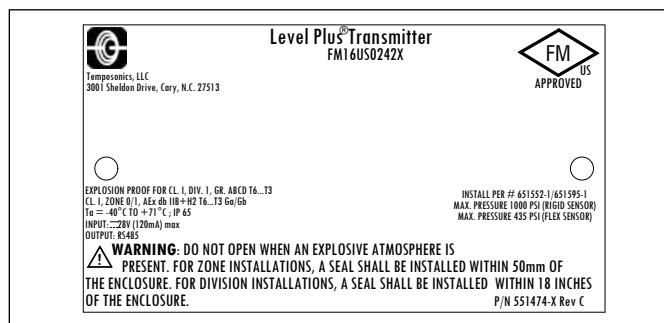 Level Plus® Transmitter
FM16US0242X
FM
US
APPROVED
Temposonics, LLC
3001 Sheldon Drive, Cary, N.C. 27513
EXPLOSION PROOF FOR CL. I, DIV. 1, GR. ABCD T6...T3
CL. I, ZONE 0/1, AEx db IIB+H2 T6...T3 Ga/Gb
Ta = -40°C TO +71°C ; IP 65
INPUT: ⎓28V (120mA) max
OUTPUT: RS485
INSTALL PER # 651552-1/651595-1
MAX. PRESSURE 1000 PSI (RIGID SENSOR)
MAX. PRESSURE 435 PSI (FLEX SENSOR)
WARNING: DO NOT OPEN WHEN AN EXPLOSIVE ATMOSPHERE IS
PRESENT. FOR ZONE INSTALLATIONS, A SEAL SHALL BE INSTALLED WITHIN 50mm OF
THE ENCLOSURE. FOR DIVISION INSTALLATIONS, A SEAL SHALL BE INSTALLED WITHIN 18 INCHES
OF THE ENCLOSURE.
P/N 551474-X Rev C